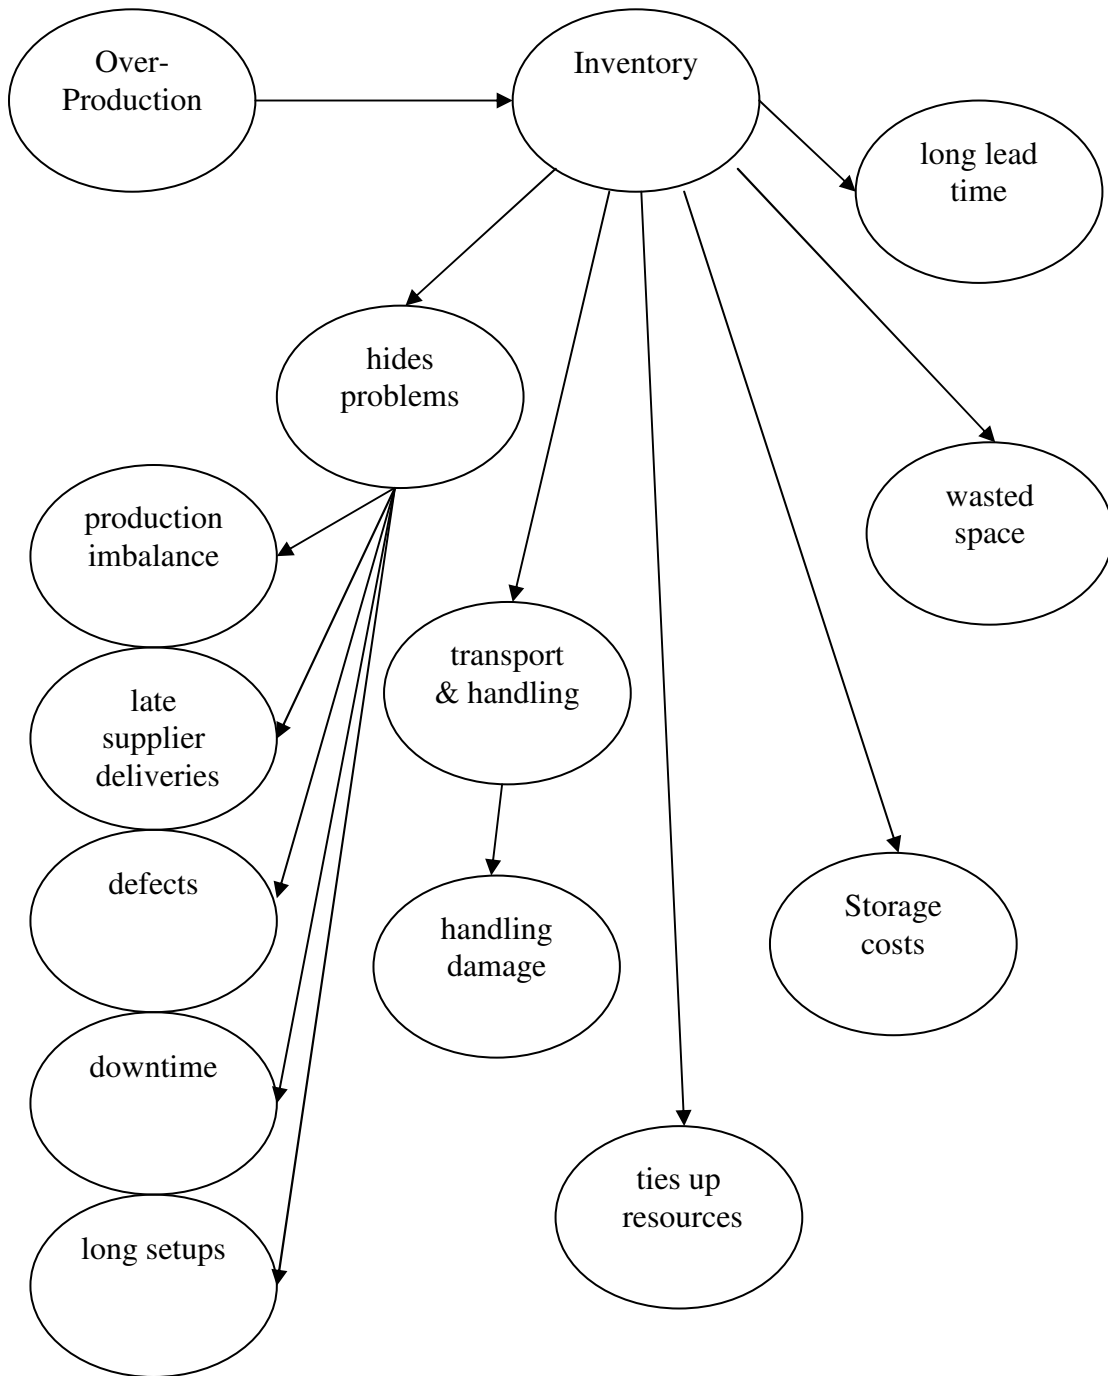 Over-
Production
Inventory
long lead
time
hides
problems
wasted
space
production
imbalance
transport
& handling
late
supplier
deliveries
defects
handling
damage
Storage
costs
downtime
ties up
resources
long setups